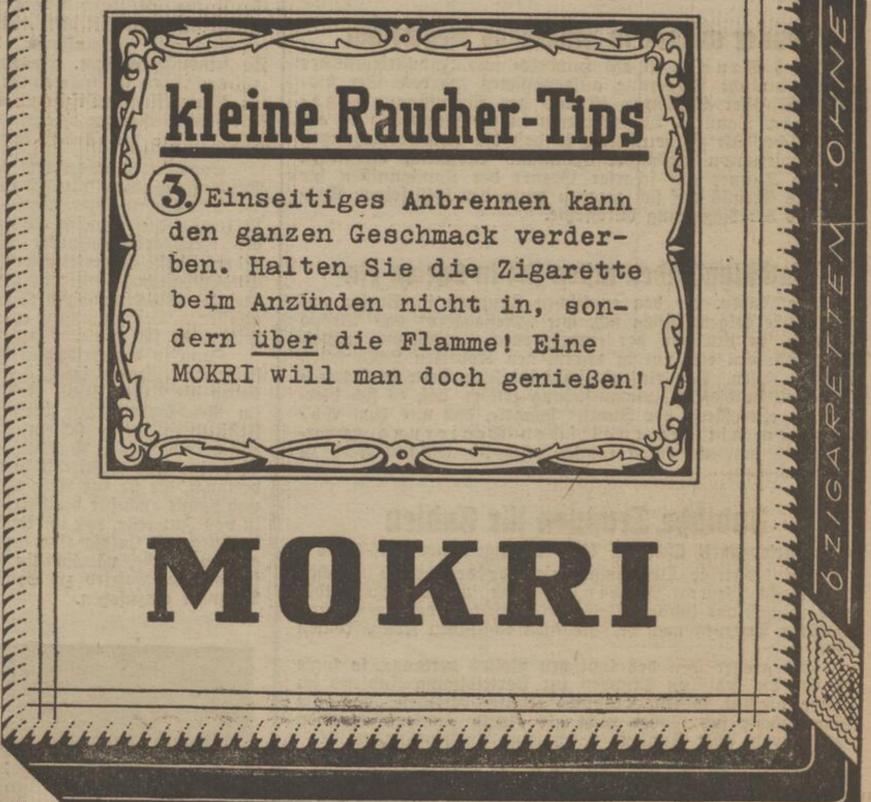 kleine Raucher-Tips
3. Einseitiges Anbrennen kann
den ganzen Geschmack verder-
ben. Halten Sie die Zigarette
beim Anzünden nicht in, son-
dern über die Flamme! Eine
MOKRI will man doch genießen!
MOKRI
6 ZIGARETTEN · OHNE